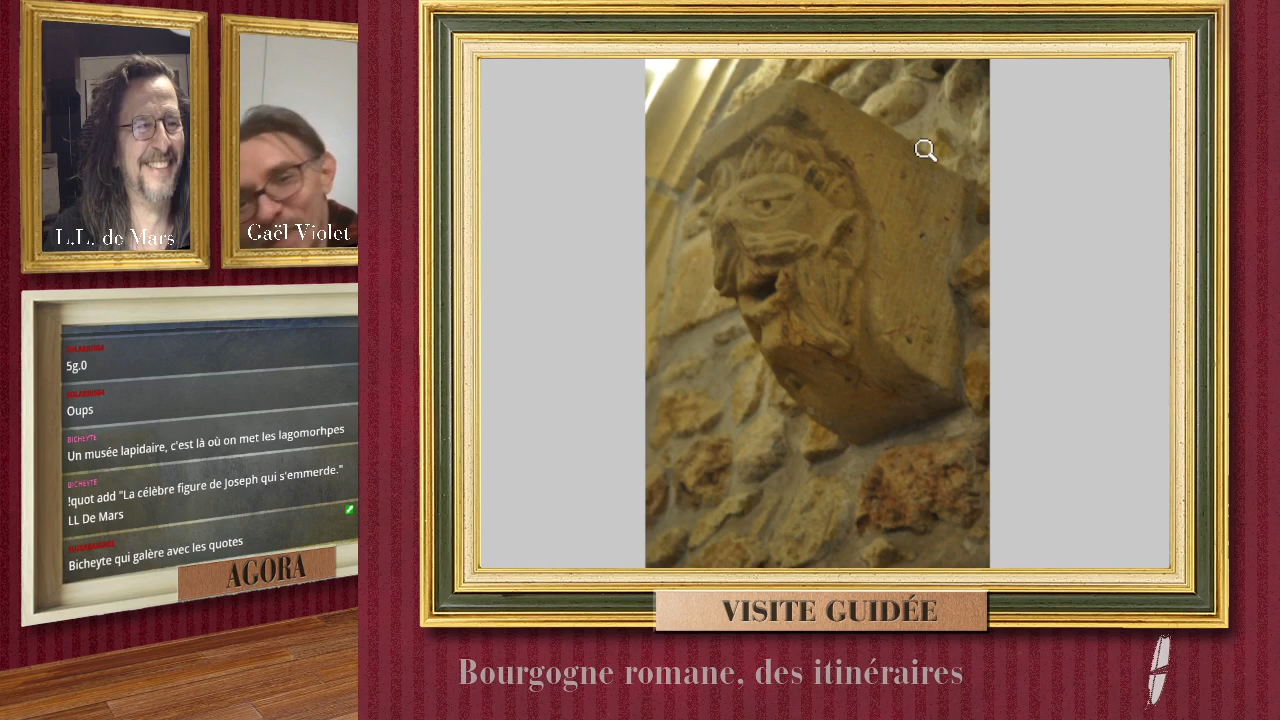 L.L. de Mars
Gaël Violet
5g.0
Oups
BICHEYTE
Un musée lapidaire, c'est là où on met les lagomorhpes
BICHEYTE
!quot add "La célèbre figure de Joseph qui s'emmerde."
LL De Mars
Bicheyte qui galère avec les quotes
AGORA
VISITE GUIDÉE
Bourgogne romane, des itinéraires